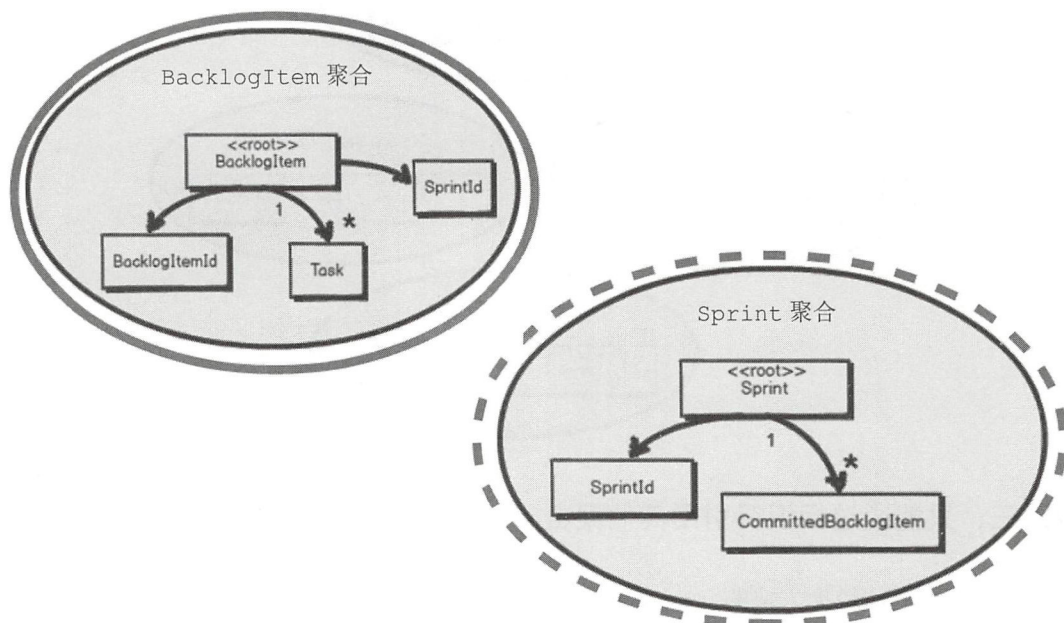 BacklogItem 聚合
<<root>>
BacklogItem
SprintId
1
*
BacklogItemId
Task
Sprint 聚合
<<root>>
Sprint
1
*
SprintId
CommittedBacklogItem